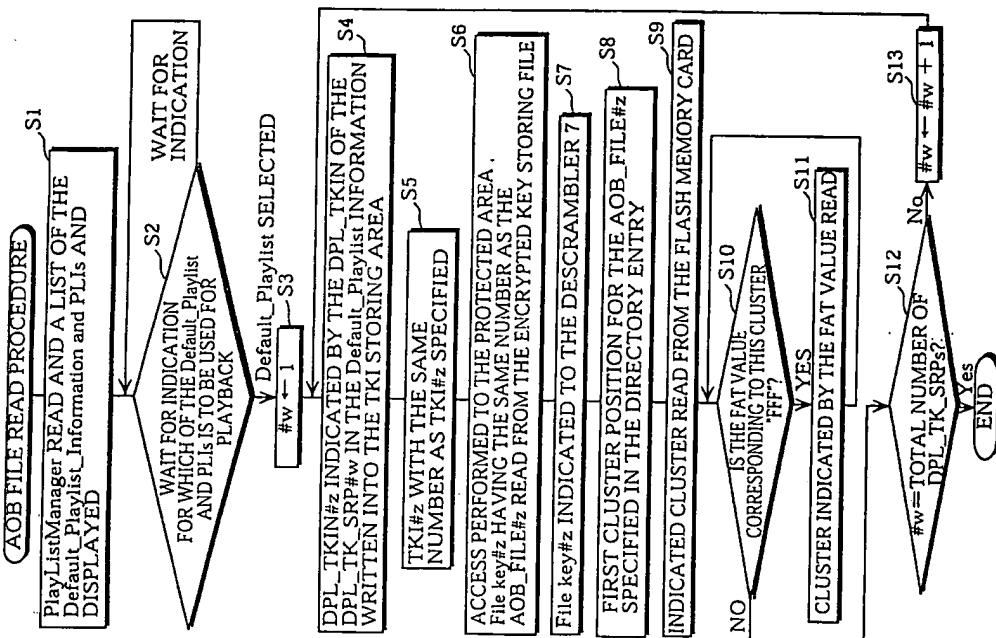 AOB FILE READ PROCEDURE
S1
PlayListManager READ AND A LIST OF THE
Default_Playlist_Information and PLIs AND
DISPLAYED
S2
WAIT FOR INDICATION
FOR WHICH OF THE Default_Playlist
AND PLIs IS TO BE USED FOR
PLAYBACK
WAIT FOR
INDICATION
Default_Playlist SELECTED
S3
#w ← 1
S4
DPL_TKIN#z INDICATED BY THE DPL_TKIN OF THE
DPL_TK_SRP#w IN THE Default_Playlist INFORMATION
WRITTEN INTO THE TKI STORING AREA
S5
TKI#z WITH THE SAME
NUMBER AS TKI#z SPECIFIED
S6
ACCESS PERFORMED TO THE PROTECTED AREA.
File key#z HAVING THE SAME NUMBER AS THE
AOB_FILE#z READ FROM THE ENCRYPTED KEY STORING FILE
S7
File key#z INDICATED TO THE DESCRAMBLER 7
S8
FIRST CLUSTER POSITION FOR THE AOB_FILE#z
SPECIFIED IN THE DIRECTORY ENTRY
S9
INDICATED CLUSTER READ FROM THE FLASH MEMORY CARD
S10
IS THE FAT VALUE
CORRESPONDING TO THIS CLUSTER
"FFF"?
NO
YES
S11
CLUSTER INDICATED BY THE FAT VALUE READ
S12
#w==TOTAL NUMBER OF
DPL_TK_SRPs?
No
S13
#w ← #w + 1
Yes
END